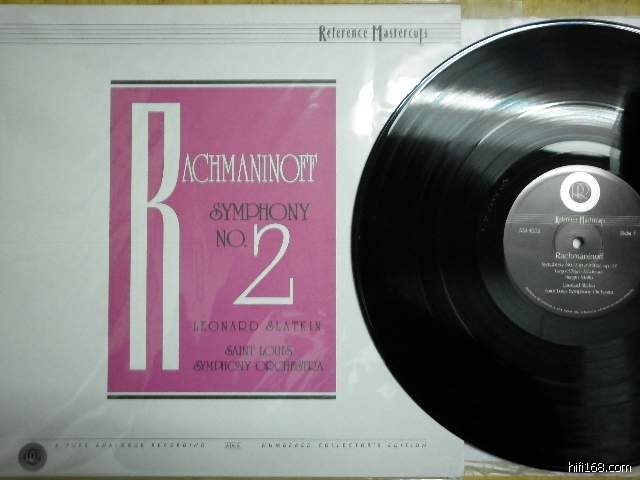 Reference Mastercuts
RACHMANINOFF
SYMPHONY
NO. 2
LEONARD SLATKIN
SAINT LOUIS
SYMPHONY ORCHESTRA
A PURE ANALOGUE RECORDING
NUMBERED COLLECTOR'S EDITION
Reference Mastercuts
Side 1
Rachmaninoff
Leonard Slatkin
Saint Louis Symphony Orchestra
hifi168.com